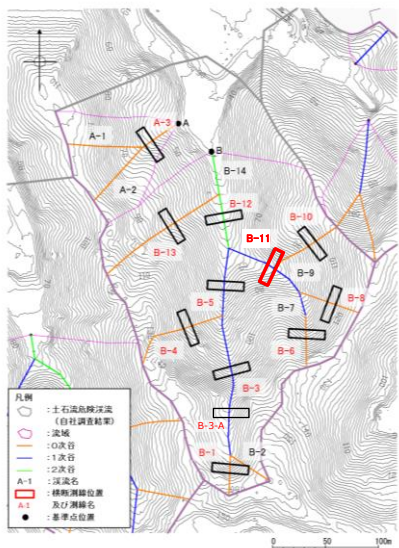 A-3
A
A-1
B
A-2
B-14
B-12
B-10
B-11
B-13
B-9
B-5
B-7
B-8
B-4
B-6
B-3
B-3-A
B-1
B-2
凡例
:土石流危険渓流
(自社調査結果)
:流域
:0次谷
:1次谷
:2次谷
A-1 :渓流名
:横断測線位置
A-1 及び測線名
:基準点位置
0 50 100m